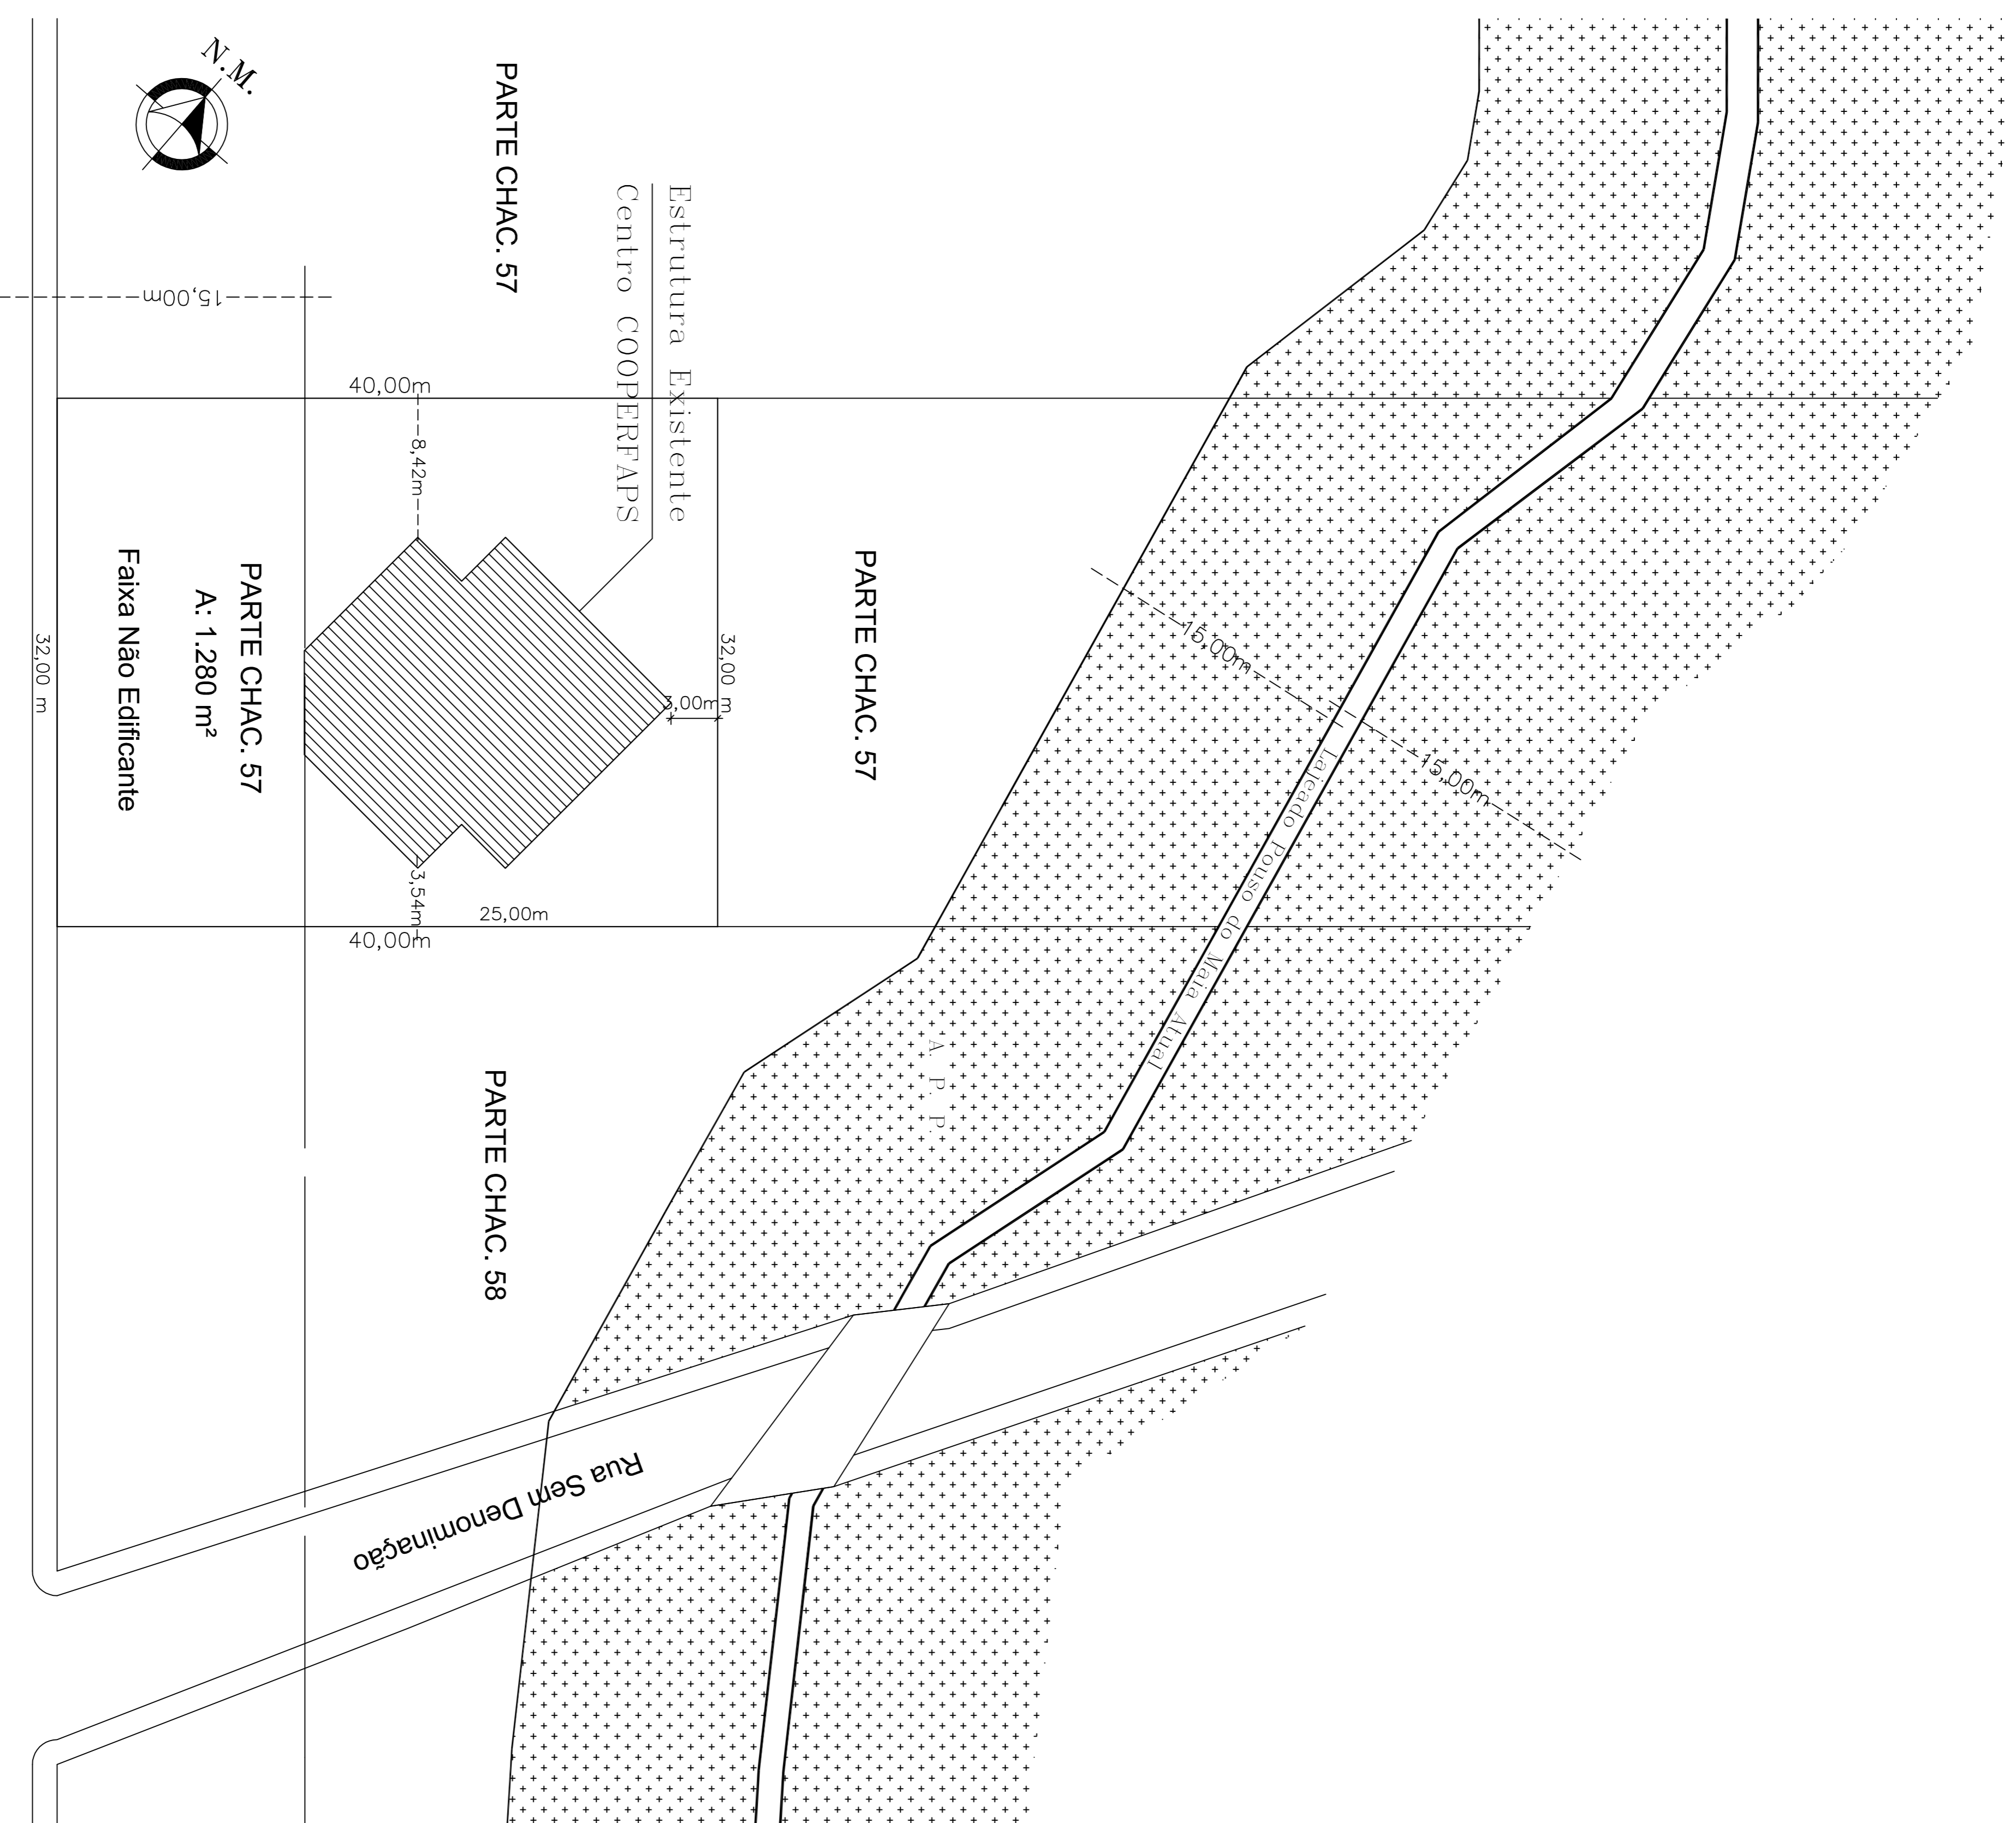 N.M.
PARTE CHAC. 57
Estrutura Existente
Centro COOPERFAPS
15,00m
40,00m
8,42m
32,00 m
Faixa Não Edificante
PARTE CHAC. 57
A: 1.280 m²
32,00 m
3,00m
PARTE CHAC. 57
15,00m
15,00m
Lajeado Pouso do Maia Atual
3,54m
25,00m
40,00m
A. P. P.
PARTE CHAC. 58
Rua Sem Denominação